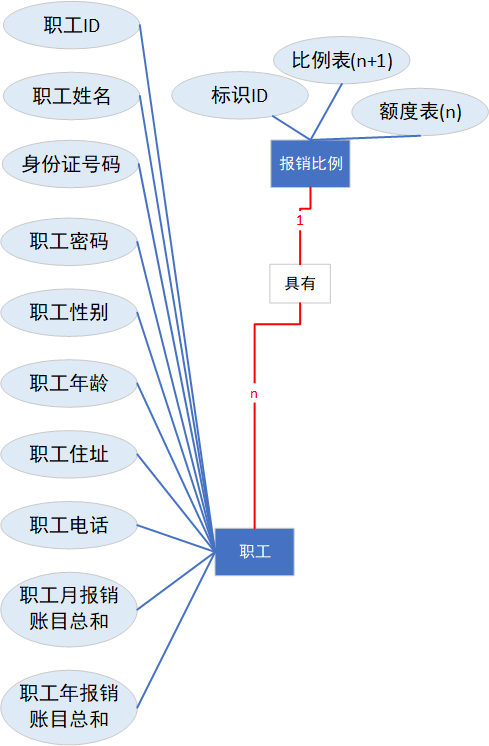 职工ID
职工姓名
身份证号码
职工密码
职工性别
职工年龄
职工住址
职工电话
职工月报销
账目总和
职工年报销
账目总和
比例表(n+1)
标识ID
额度表(n)
报销比例
1
具有
n
职工